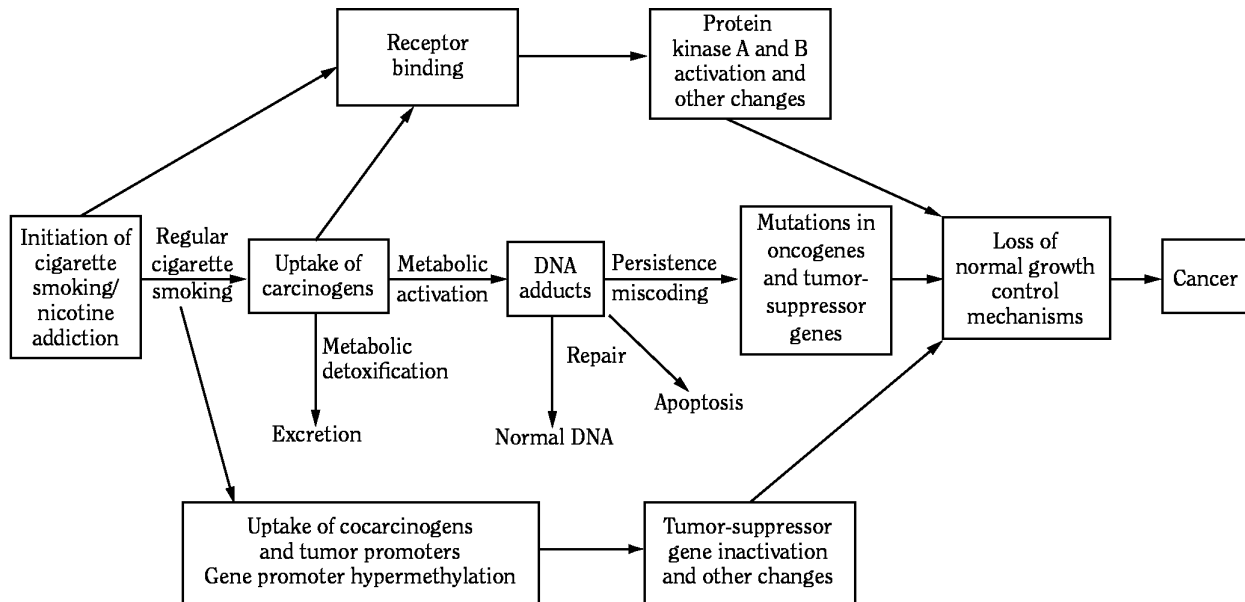 Receptor
binding
Protein
kinase A and B
activation and
other changes
Initiation of
cigarette
smoking/
nicotine
addiction
Regular
cigarette
smoking
Uptake of
carcinogens
Metabolic
activation
DNA
adducts
Persistence
miscoding
Mutations in
oncogenes
and tumor-
suppressor
genes
Loss of
normal growth
control
mechanisms
Cancer
Metabolic
detoxification
Repair
Apoptosis
Excretion
Normal DNA
Uptake of cocarcinogens
and tumor promoters
Gene promoter hypermethylation
Tumor-suppressor
gene inactivation
and other changes